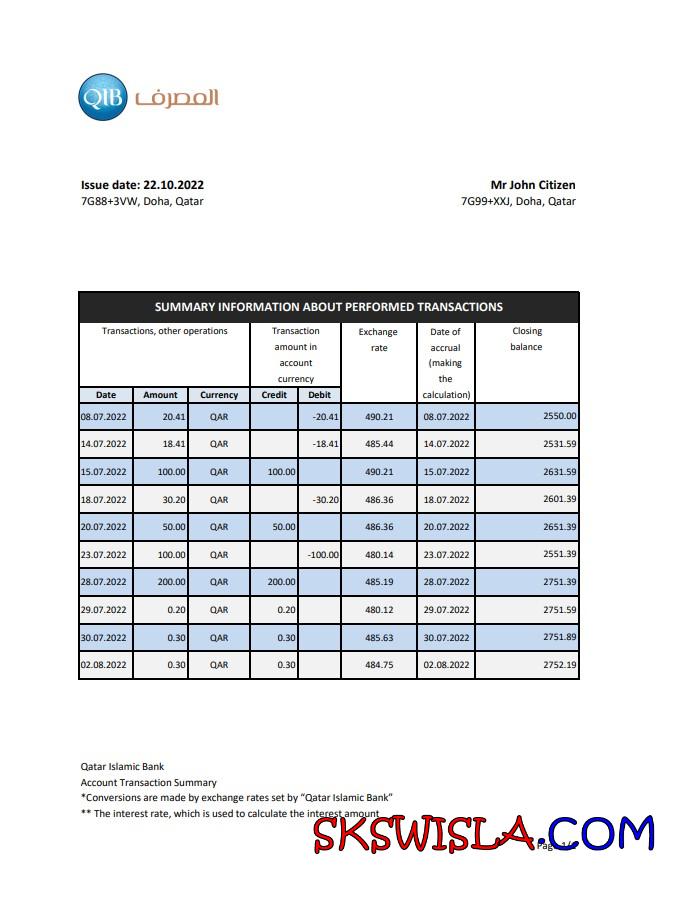 QIB المصرف
Issue date: 22.10.2022 Mr John Citizen
7G88+3VW, Doha, Qatar 7G99+XXJ, Doha, Qatar
SUMMARY INFORMATION ABOUT PERFORMED TRANSACTIONS
Transactions, other operations Transaction amount in account currency Exchange rate Date of accrual (making the calculation) Closing balance
Date Amount Currency Credit Debit
08.07.2022 20.41 QAR -20.41 490.21 08.07.2022 2550.00
14.07.2022 18.41 QAR -18.41 485.44 14.07.2022 2531.59
15.07.2022 100.00 QAR 100.00 490.21 15.07.2022 2631.59
18.07.2022 30.20 QAR -30.20 486.36 18.07.2022 2601.39
20.07.2022 50.00 QAR 50.00 486.36 20.07.2022 2651.39
23.07.2022 100.00 QAR -100.00 480.14 23.07.2022 2551.39
28.07.2022 200.00 QAR 200.00 485.19 28.07.2022 2751.39
29.07.2022 0.20 QAR 0.20 480.12 29.07.2022 2751.59
30.07.2022 0.30 QAR 0.30 485.63 30.07.2022 2751.89
02.08.2022 0.30 QAR 0.30 484.75 02.08.2022 2752.19
Qatar Islamic Bank
Account Transaction Summary
*Conversions are made by exchange rates set by “Qatar Islamic Bank”
** The interest rate, which is used to calculate the interest amount
SKSWISLA.COM